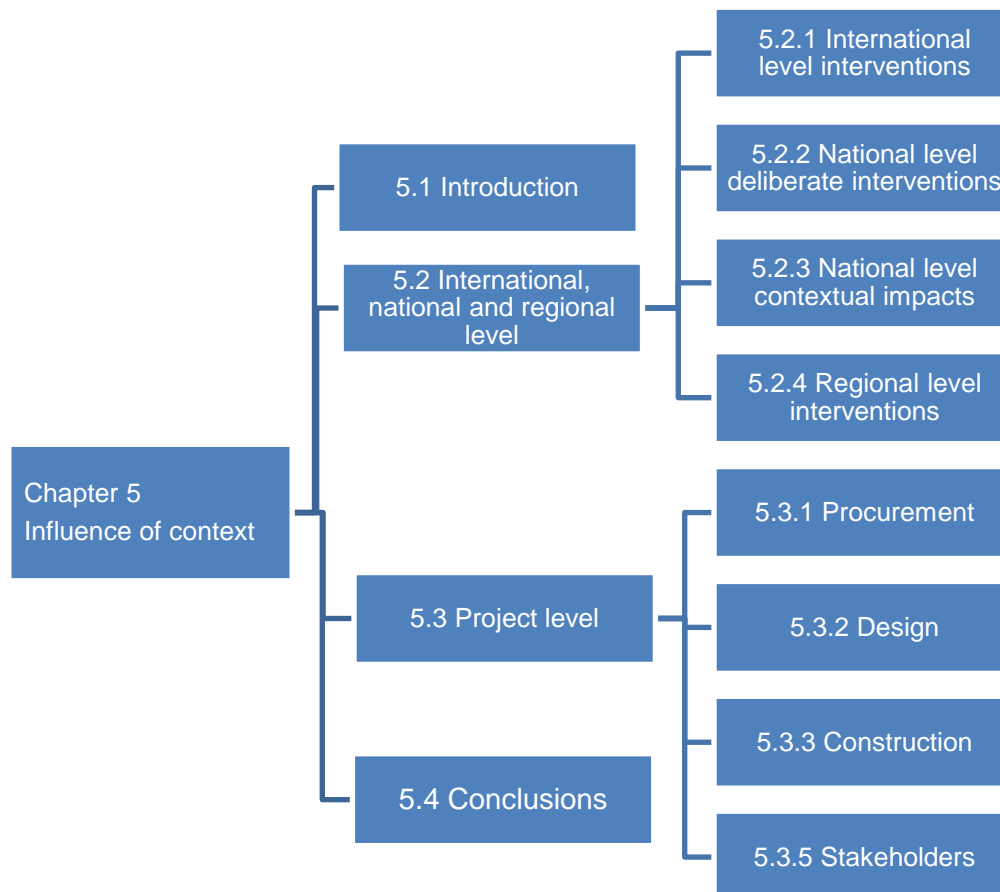 Chapter 5
Influence of context
5.1 Introduction
5.2 International,
national and regional
level
5.2.1 International
level interventions
5.2.2 National level
deliberate interventions
5.2.3 National level
contextual impacts
5.2.4 Regional level
interventions
5.3 Project level
5.3.1 Procurement
5.3.2 Design
5.3.3 Construction
5.3.5 Stakeholders
5.4 Conclusions